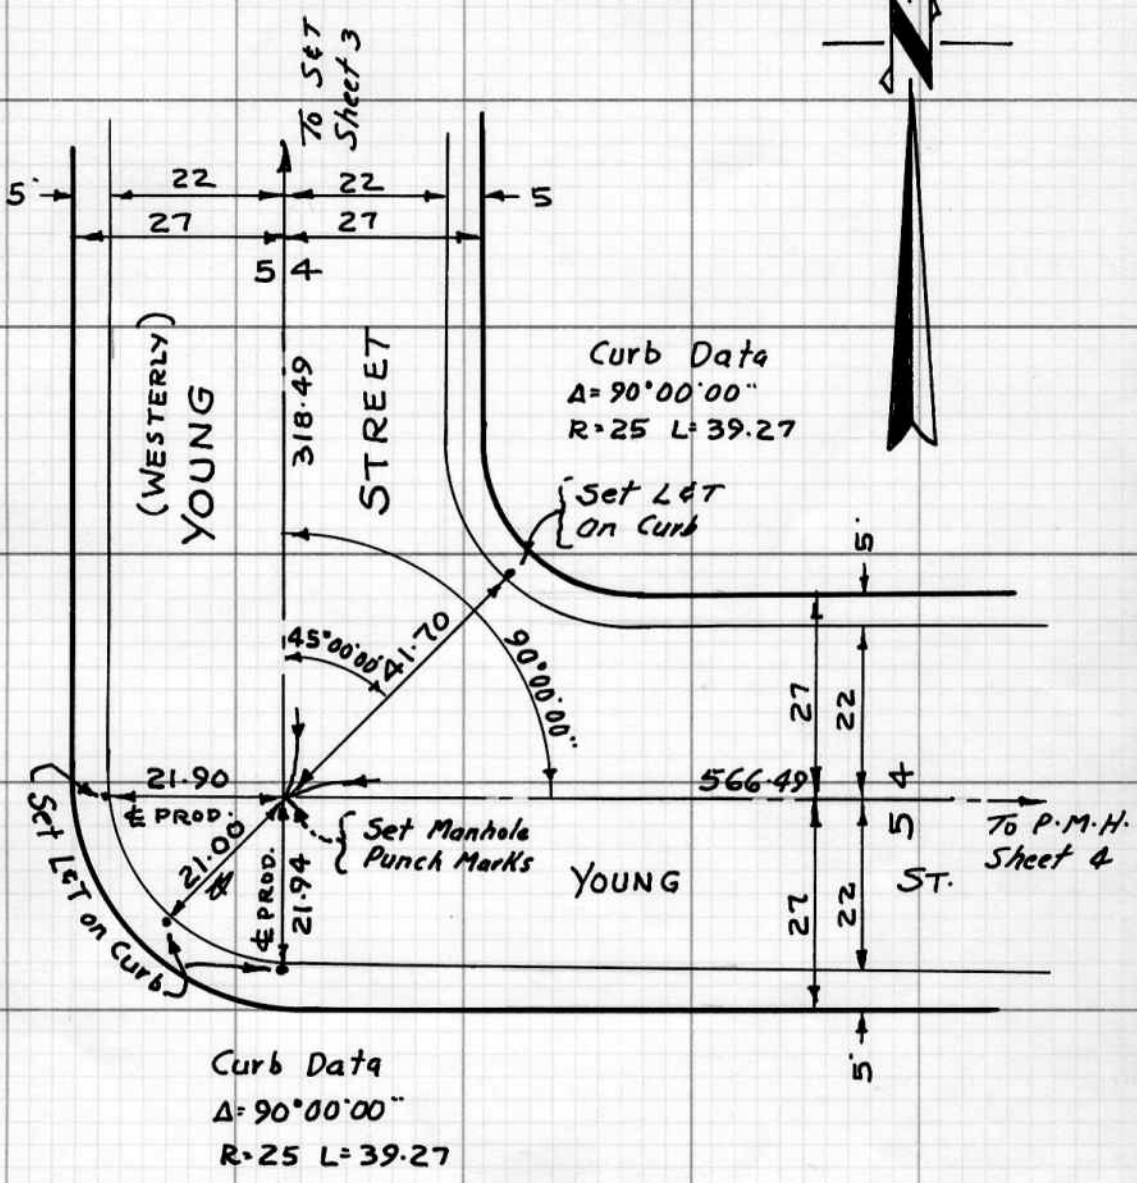 N
To S&T
Sheet 3
5'
22
22
5
27
27
5
4
(WESTERLY)
YOUNG
STREET
318.49
Curb Data
Δ=90°00'00"
R=25 L=39.27
Set L&T
on Curb
5'
45°00'00"
41.70
90°00'00"
27
22
21.90
℄ PROD.
566.49
4
5
To P.M.H.
Sheet 4
Set Manhole
Punch Marks
21.00
℄ PROD.
21.94
YOUNG
ST.
27
22
Set L&T on Curb
5'
Curb Data
Δ=90°00'00"
R=25 L=39.27